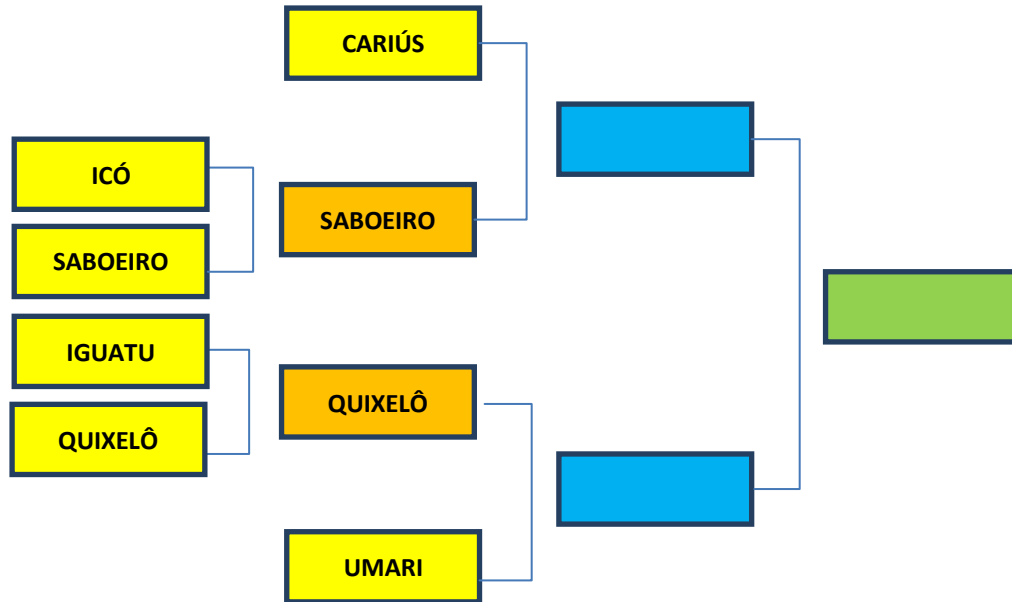 CARIÚS
ICÓ
SABOEIRO
SABOEIRO
IGUATU
QUIXELÔ
QUIXELÔ
UMARI